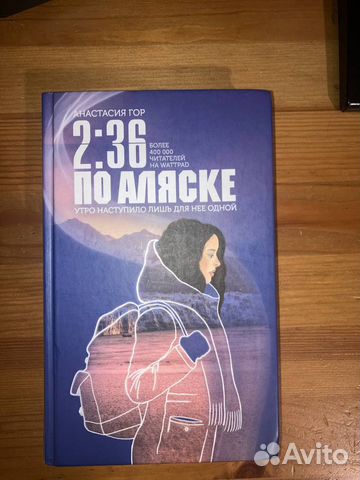 АНАСТАСИЯ ГОР
2:36
БОЛЕЕ
400 000
ЧИТАТЕЛЕЙ
НА WATTPAD
ПО АЛЯСКЕ
УТРО НАСТУПИЛО ЛИШЬ ДЛЯ НЕЕ ОДНОЙ
Avito